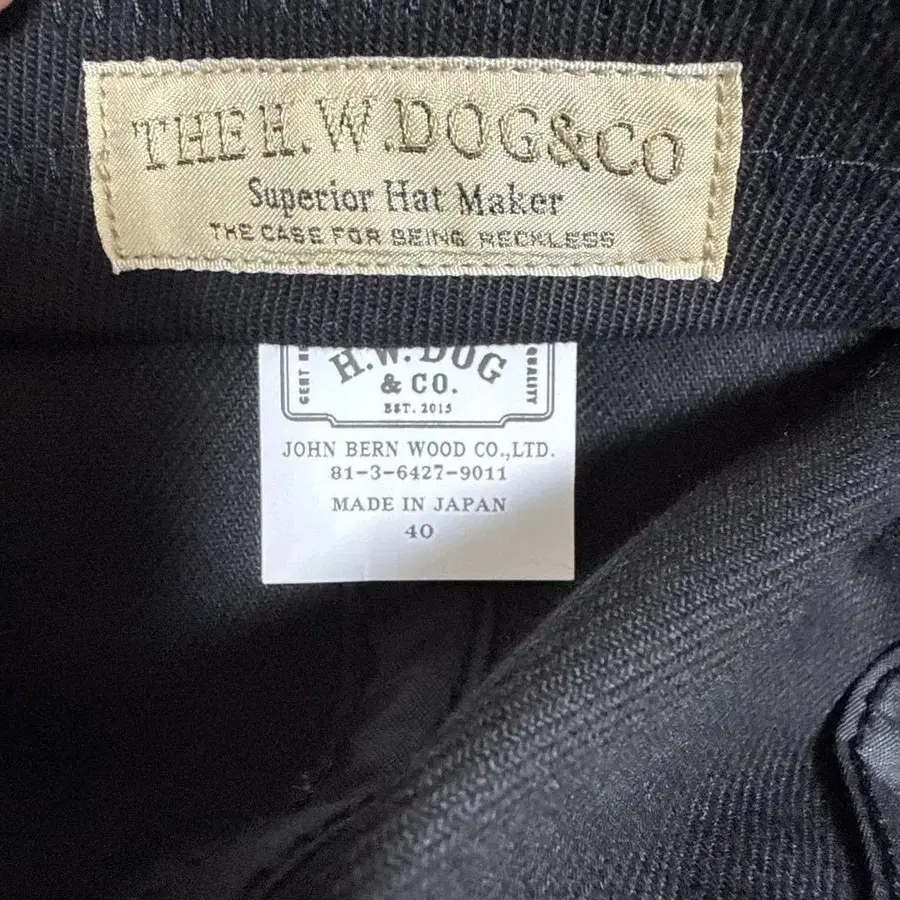 THE H.W.DOG&CO
Superior Hat Maker
THE CASE FOR BEING RECKLESS
H.W.DOG
& CO.
EST. 2015
JOHN BERN WOOD CO.,LTD.
81-3-6427-9011
MADE IN JAPAN
40